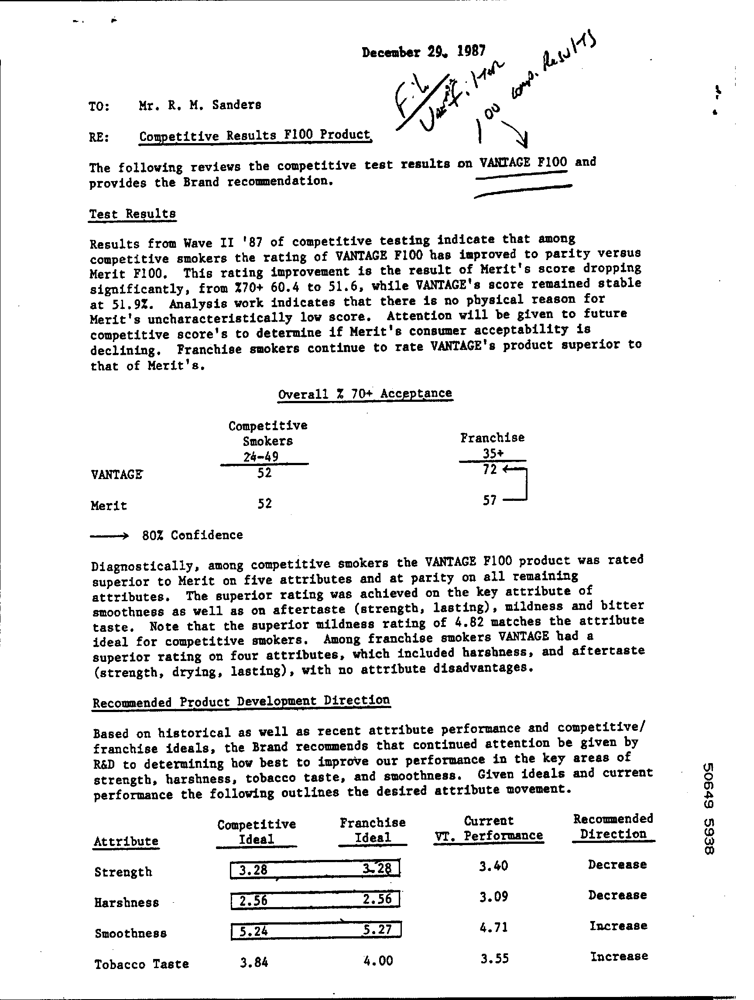 December 29, 1987
Filter
100 comp. Results
TO: Mr. R. M. Sanders
RE: Competitive Results F100 Product
The following reviews the competitive test results on VANTAGE F100 and
provides the Brand recommendation.
Test Results
Results from Wave II '87 of competitive testing indicate that among
competitive smokers the rating of VANTAGE F100 has improved to parity versus
Merit F100. This rating improvement is the result of Merit's score dropping
significantly, from %70+ 60.4 to 51.6, while VANTAGE's score remained stable
at 51.9%. Analysis work indicates that there is no physical reason for
Merit's uncharacteristically low score. Attention will be given to future
competitive score's to determine if Merit's consumer acceptability is
declining. Franchise smokers continue to rate VANTAGE's product superior to
that of Merit's.
Overall % 70+ Acceptance
Competitive
Smokers Franchise
24-49 35+
VANTAGE 52 72
Merit 52 57
80% Confidence
Diagnostically, among competitive smokers the VANTAGE F100 product was rated
superior to Merit on five attributes and at parity on all remaining
attributes. The superior rating was achieved on the key attribute of
smoothness as well as on aftertaste (strength, lasting), mildness and bitter
taste. Note that the superior mildness rating of 4.82 matches the attribute
ideal for competitive smokers. Among franchise smokers VANTAGE had a
superior rating on four attributes, which included harshness, and aftertaste
(strength, drying, lasting), with no attribute disadvantages.
Recommended Product Development Direction
Based on historical as well as recent attribute performance and competitive/
franchise ideals, the Brand recommends that continued attention be given by
R&D to determining how best to improve our performance in the key areas of
strength, harshness, tobacco taste, and smoothness. Given ideals and current
performance the following outlines the desired attribute movement.
Competitive Franchise Current Recommended
Attribute Ideal Ideal VT. Performance Direction
Strength 3.28 3.28 3.40 Decrease
Harshness 2.56 2.56 3.09 Decrease
Smoothness 5.24 5.27 4.71 Increase
Tobacco Taste 3.84 4.00 3.55 Increase
50649 5938